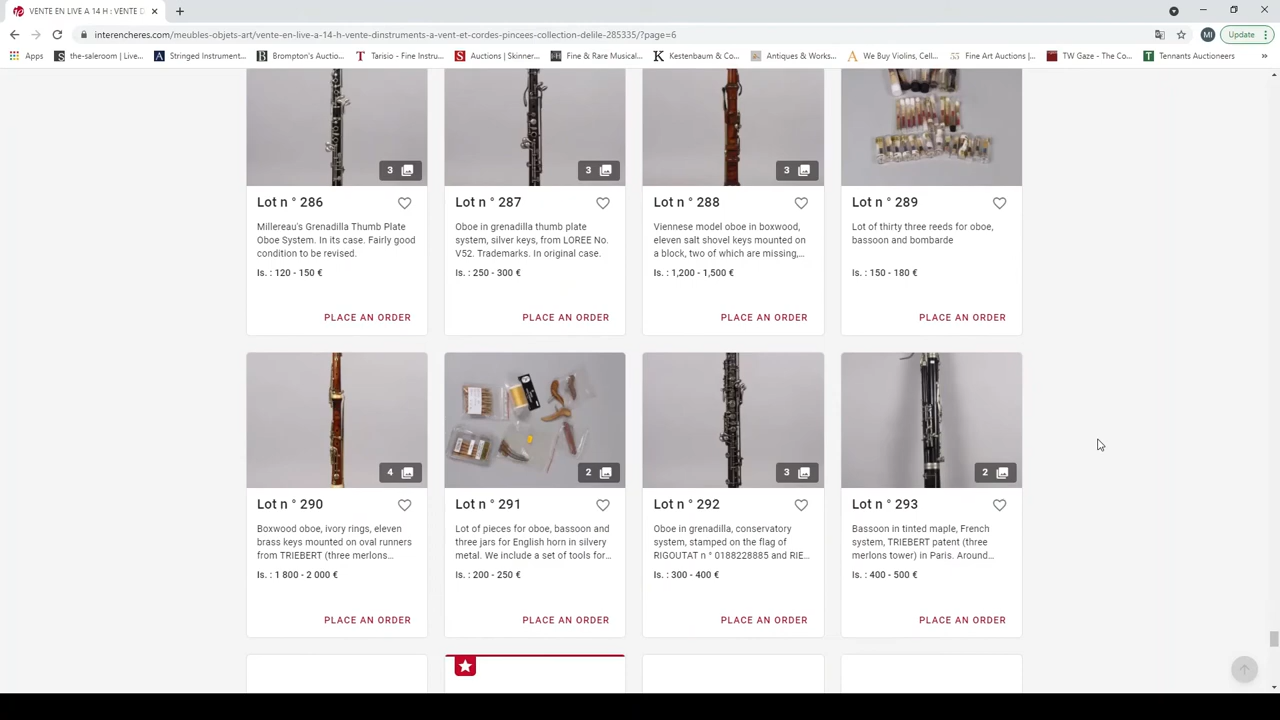 VENTE EN LIVE A 14 H : VENTE D
interencheres.com/meubles-objets-art/vente-en-live-a-14-h-vente-dinstruments-a-vent-et-cordes-pincees-collection-delile-285335/?page=6
MI
Update
Apps
the-saleroom | Live...
Stringed Instrument...
Brompton's Auctio...
Tarisio - Fine Instru...
Auctions | Skinner...
Fine & Rare Musical...
Kestenbaum & Co...
Antiques & Works...
We Buy Violins, Cell...
Fine Art Auctions |...
TW Gaze - The Co...
Tennants Auctioneers
»
3
3
3
Lot n ° 286
Lot n ° 287
Lot n ° 288
Lot n ° 289
Millereau's Grenadilla Thumb Plate
Oboe System. In its case. Fairly good
condition to be revised.
Is. : 120 - 150 €
PLACE AN ORDER
Oboe in grenadilla thumb plate
system, silver keys, from LOREE No.
V52. Trademarks. In original case.
Is. : 250 - 300 €
PLACE AN ORDER
Viennese model oboe in boxwood,
eleven salt shovel keys mounted on
a block, two of which are missing,...
Is. : 1,200 - 1,500 €
PLACE AN ORDER
Lot of thirty three reeds for oboe,
bassoon and bombarde
Is. : 150 - 180 €
PLACE AN ORDER
4
2
3
2
Lot n ° 290
Lot n ° 291
Lot n ° 292
Lot n ° 293
Boxwood oboe, ivory rings, eleven
brass keys mounted on oval runners
from TRIEBERT (three merlons...
Is. : 1 800 - 2 000 €
PLACE AN ORDER
Lot of pieces for oboe, bassoon and
three jars for English horn in silvery
metal. We include a set of tools for...
Is. : 200 - 250 €
PLACE AN ORDER
Oboe in grenadilla, conservatory
system, stamped on the flag of
RIGOUTAT n ° 0188228885 and RIE...
Is. : 300 - 400 €
PLACE AN ORDER
Bassoon in tinted maple, French
system, TRIEBERT patent (three
merlons tower) in Paris. Around...
Is. : 400 - 500 €
PLACE AN ORDER